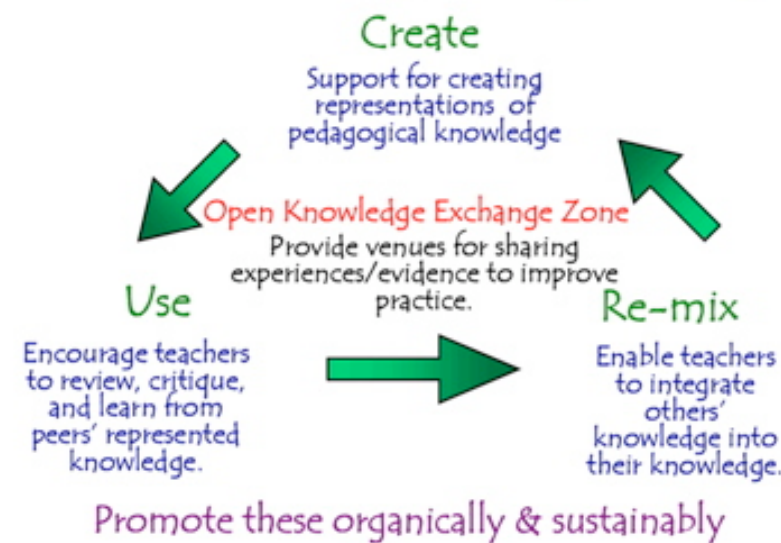 Create
Support for creating
representations of
pedagogical knowledge
Open Knowledge Exchange Zone
Provide venues for sharing
experiences/evidence to improve
practice.
Use
Encourage teachers
to review, critique,
and learn from
peers' represented
knowledge.
Re-mix
Enable teachers
to integrate
others'
knowledge into
their knowledge.
Promote these organically & sustainably